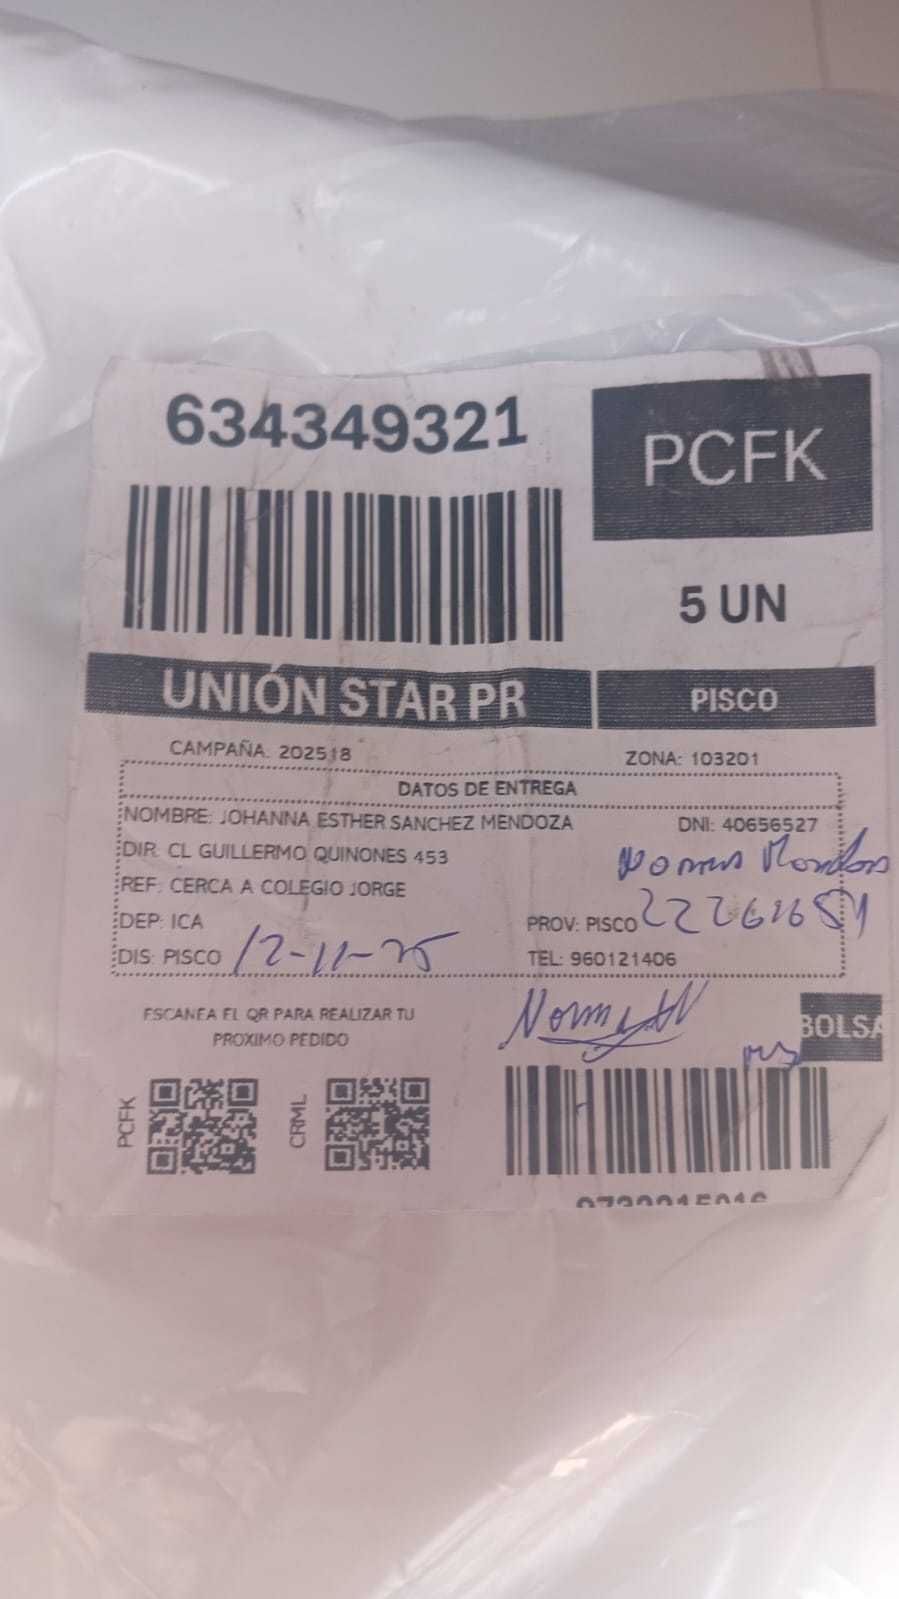 634349321
PCFK
5 UN
UNIÓN STAR PR
PISCO
CAMPAÑA: 202518
ZONA: 103201
DATOS DE ENTREGA
NOMBRE: JOHANNA ESTHER SANCHEZ MENDOZA
DNI: 40656527
DIR: CL GUILLERMO QUINONES 453
REF: CERCA A COLEGIO JORGE
DEP: ICA
PROV: PISCO
DIS: PISCO
12-11-25
TEL: 960121406
ESCANEA EL QR PARA REALIZAR TU
PROXIMO PEDIDO
Norma
BOLSA
PCFK
CRML